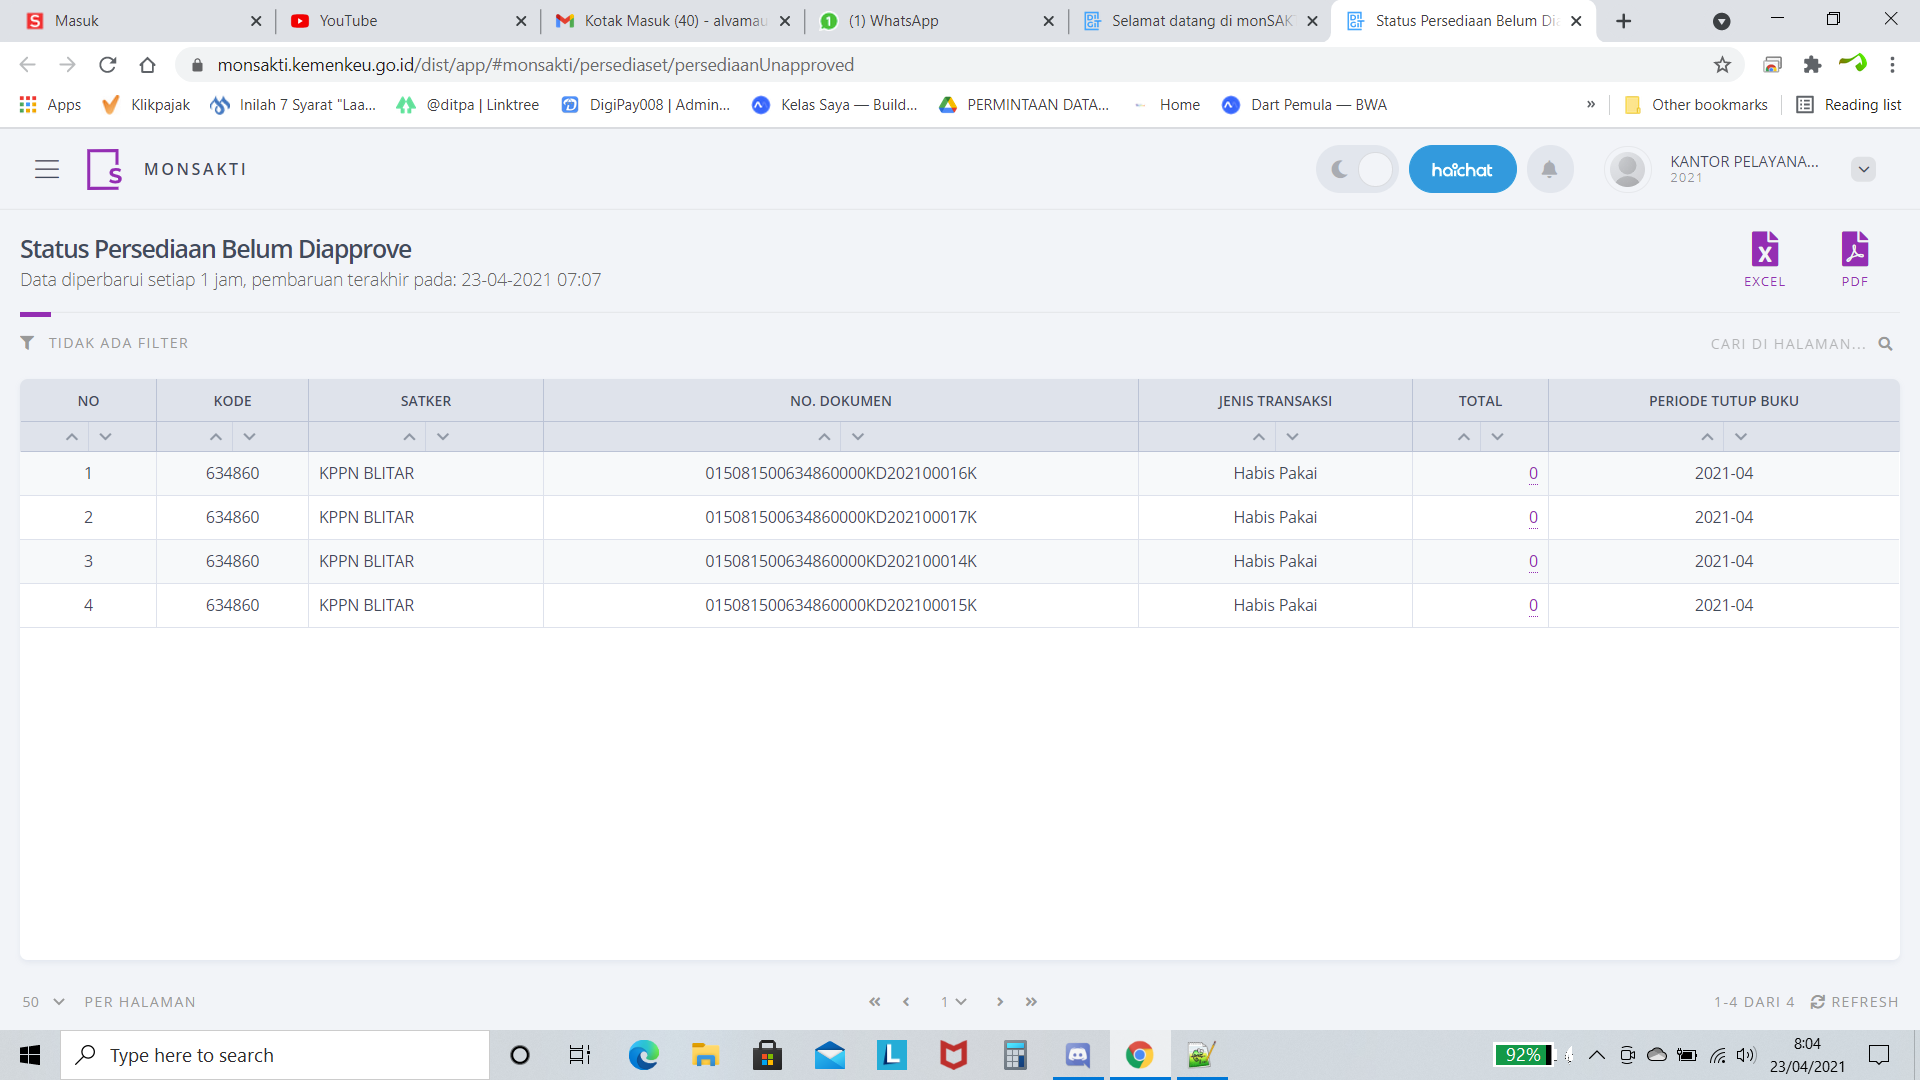 Masuk
YouTube
Kotak Masuk (40) - alvamau
(1) WhatsApp
Selamat datang di monSAK
Status Persediaan Belum Di
monsakti.kemenkeu.go.id/dist/app/#monsakti/persediaset/persediaanUnapproved
Apps
Klikpajak
Inilah 7 Syarat "Laa...
@ditpa | Linktree
DigiPay008 | Admin...
Kelas Saya — Build...
PERMINTAAN DATA...
Home
Dart Pemula — BWA
»
Other bookmarks
Reading list
MONSAKTI
haichat
KANTOR PELAYANA...
2021
Status Persediaan Belum Diapprove
Data diperbarui setiap 1 jam, pembaruan terakhir pada: 23-04-2021 07:07
EXCEL
PDF
TIDAK ADA FILTER
CARI DI HALAMAN...
NO KODE SATKER NO. DOKUMEN JENIS TRANSAKSI TOTAL PERIODE TUTUP BUKU
1 634860 KPPN BLITAR 015081500634860000KD202100016K Habis Pakai 0 2021-04
2 634860 KPPN BLITAR 015081500634860000KD202100017K Habis Pakai 0 2021-04
3 634860 KPPN BLITAR 015081500634860000KD202100014K Habis Pakai 0 2021-04
4 634860 KPPN BLITAR 015081500634860000KD202100015K Habis Pakai 0 2021-04
50 PER HALAMAN
1
1-4 DARI 4 REFRESH
Type here to search
92%
8:04
23/04/2021